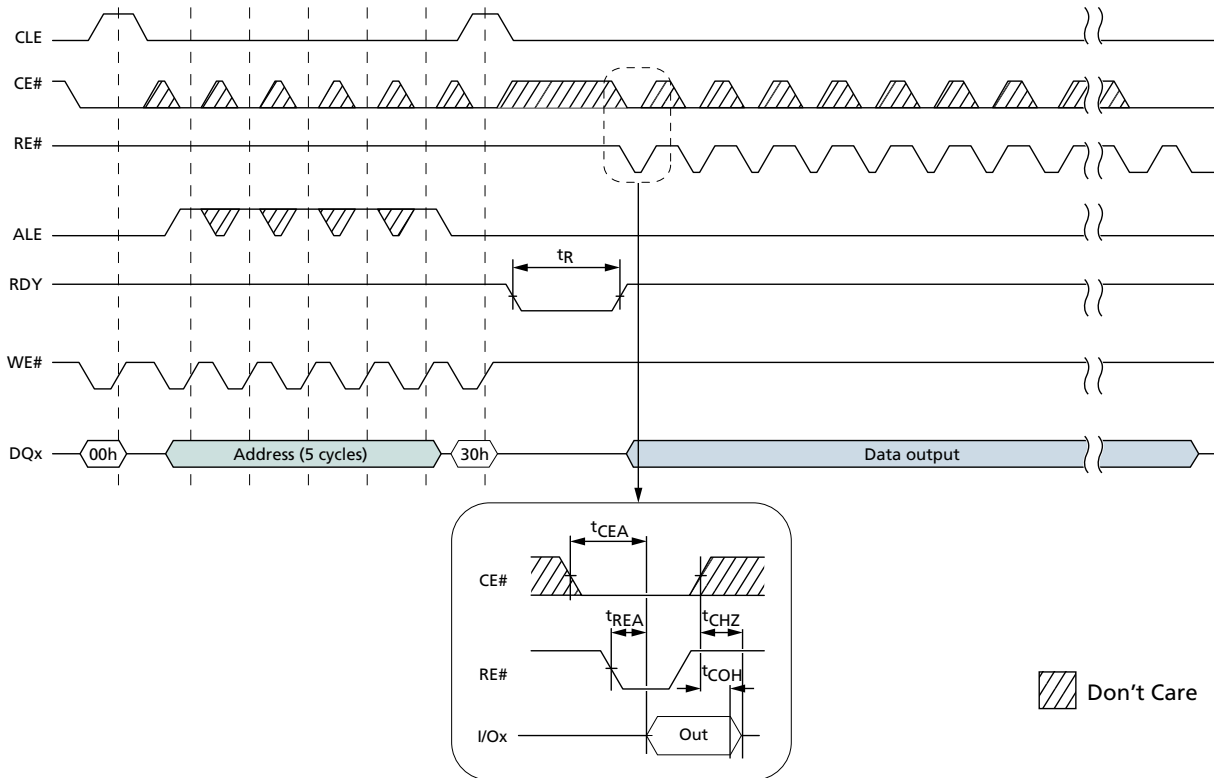 CLE
CE#
RE#
ALE
tR
RDY
WE#
DQx
00h
Address (5 cycles)
30h
Data output
tCEA
CE#
tREA
tCHZ
RE#
tCOH
I/Ox
Out
Don't Care